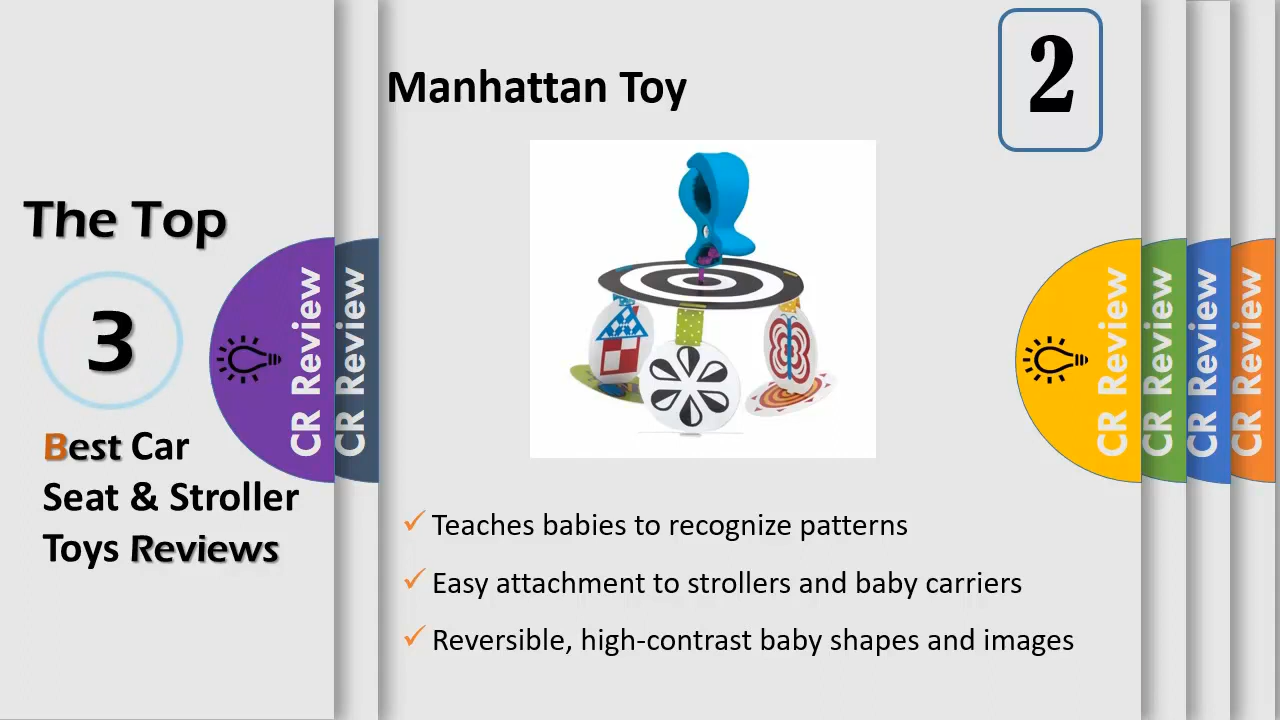 The Top
3
Best Car
Seat & Stroller
Toys Reviews
CR Review
CR Review
Manhattan Toy
2
Teaches babies to recognize patterns
Easy attachment to strollers and baby carriers
Reversible, high-contrast baby shapes and images
CR Review
CR Review
CR Review
CR Review